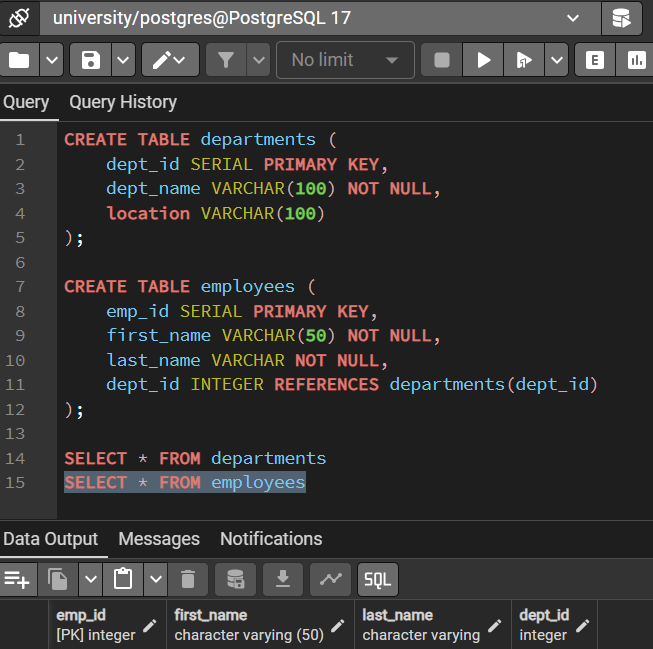 university/postgres@PostgreSQL 17
No limit
E
Query Query History
1 CREATE TABLE departments (
2     dept_id SERIAL PRIMARY KEY,
3     dept_name VARCHAR(100) NOT NULL,
4     location VARCHAR(100)
5 );
6
7 CREATE TABLE employees (
8     emp_id SERIAL PRIMARY KEY,
9     first_name VARCHAR(50) NOT NULL,
10     last_name VARCHAR NOT NULL,
11     dept_id INTEGER REFERENCES departments(dept_id)
12 );
13
14 SELECT * FROM departments
15 SELECT * FROM employees
Data Output Messages Notifications
SQL
emp_id first_name last_name dept_id
[PK] integer character varying (50) character varying integer